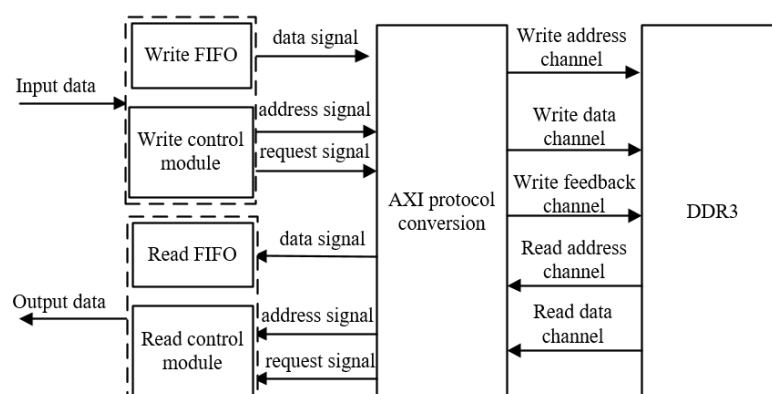 Input data
Write FIFO
Write control
module
data signal
address signal
request signal
Output data
Read FIFO
Read control
module
data signal
address signal
request signal
AXI protocol
conversion
Write address
channel
Write data
channel
Write feedback
channel
Read address
channel
Read data
channel
DDR3